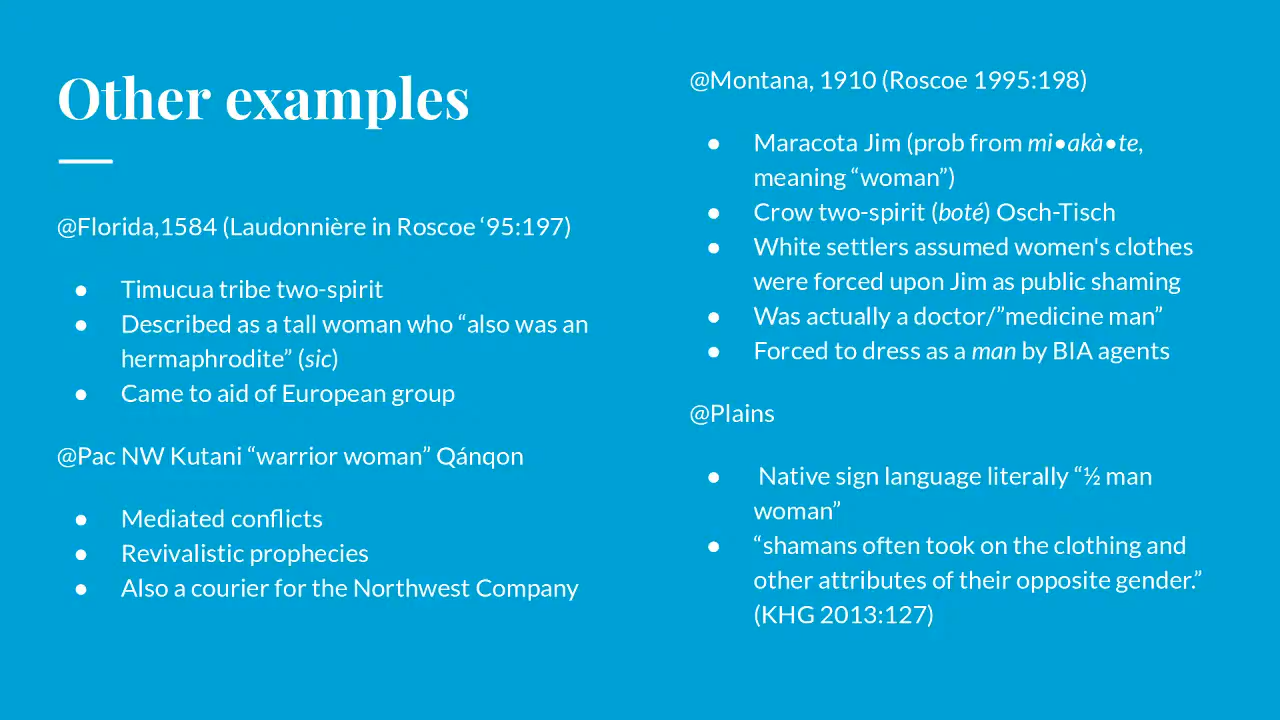 Other examples
@Florida,1584 (Laudonnière in Roscoe ‘95:197)
● Timucua tribe two-spirit
● Described as a tall woman who “also was an
hermaphrodite” (sic)
● Came to aid of European group
@Pac NW Kutani “warrior woman” Qánqon
● Mediated conflicts
● Revivalistic prophecies
● Also a courier for the Northwest Company
@Montana, 1910 (Roscoe 1995:198)
● Maracota Jim (prob from mi•akà•te,
meaning “woman”)
● Crow two-spirit (boté) Osch-Tisch
● White settlers assumed women's clothes
were forced upon Jim as public shaming
● Was actually a doctor/”medicine man”
● Forced to dress as a man by BIA agents
@Plains
● Native sign language literally “½ man
woman”
● “shamans often took on the clothing and
other attributes of their opposite gender.”
(KHG 2013:127)